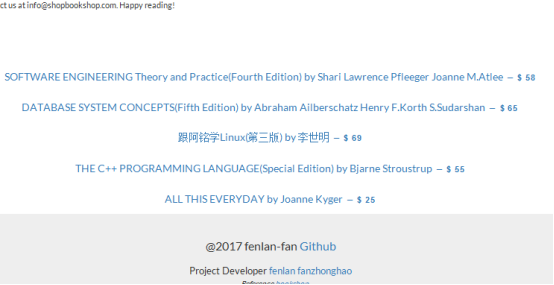 ct us at info@shopbookshop.com. Happy reading!
SOFTWARE ENGINEERING Theory and Practice(Fourth Edition) by Shari Lawrence Pfleeger Joanne M.Atlee – $ 58
DATABASE SYSTEM CONCEPTS(Fifth Edition) by Abraham Ailberschatz Henry F.Korth S.Sudarshan – $ 65
跟阿铭学Linux(第三版) by 李世明 – $ 69
THE C++ PROGRAMMING LANGUAGE(Special Edition) by Bjarne Stroustrup – $ 55
ALL THIS EVERYDAY by Joanne Kyger – $ 25
@2017 fenlan-fan Github
Project Developer fenlan fanzhonghao
Reference bookshop